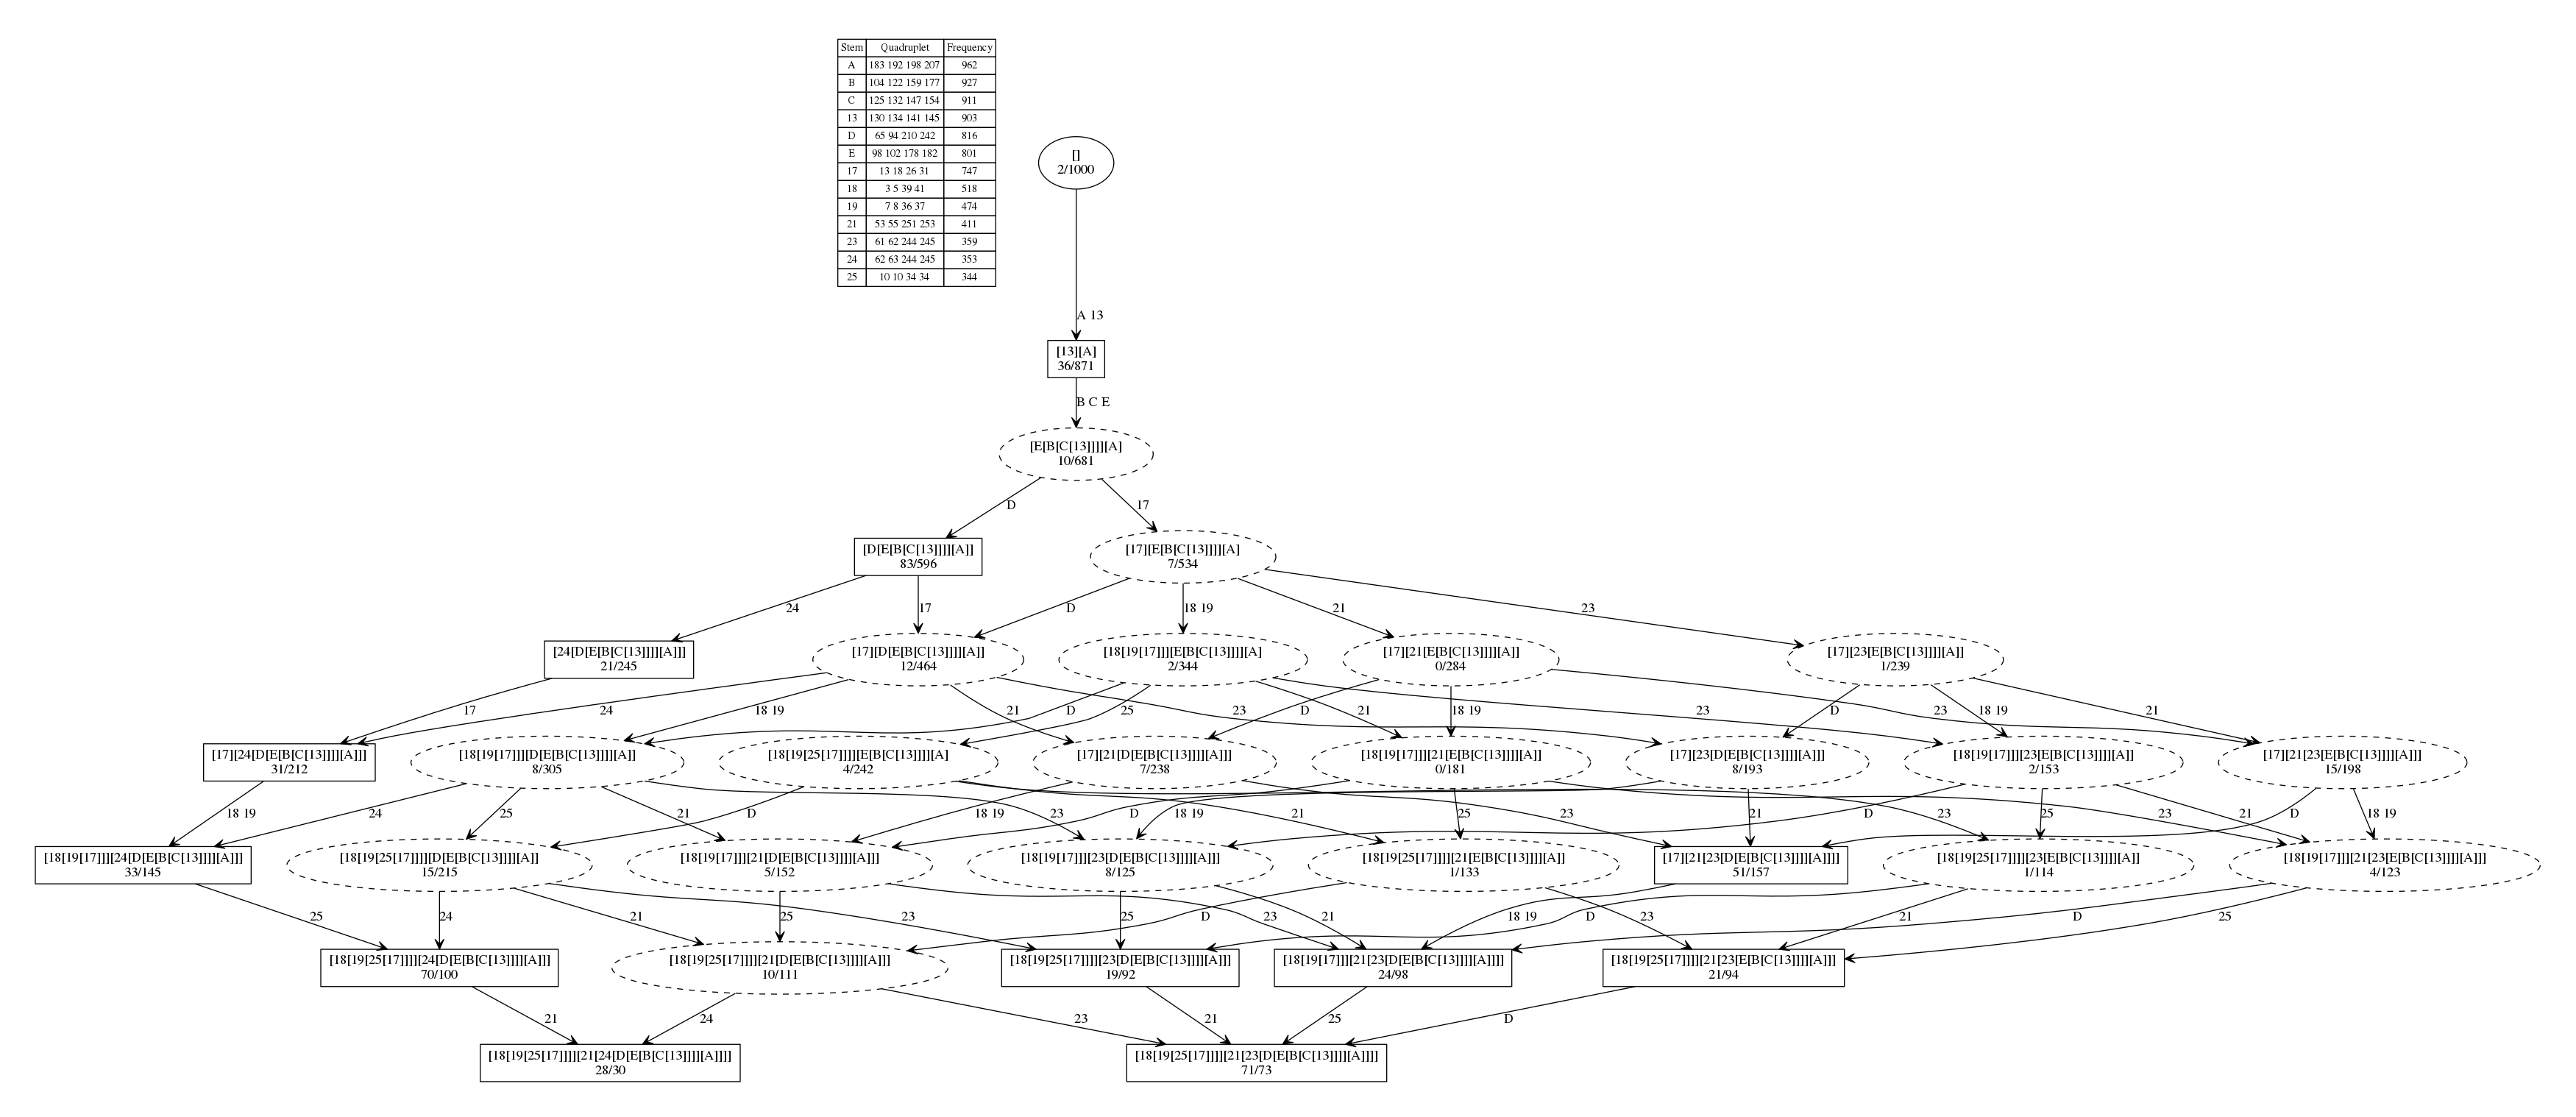 Stem Quadruplet Frequency
A 183 192 198 207 962
B 104 122 159 177 927
C 125 132 147 154 911
13 130 134 141 145 903
D 65 94 210 242 816
E 98 102 178 182 801
17 13 18 26 31 747
18 3 5 39 41 518
19 7 8 36 37 474
21 53 55 251 253 411
23 61 62 244 245 359
24 62 63 244 245 353
25 10 10 34 34 344
[]
2/1000
A 13
[13][A]
36/871
B C E
[E[B[C[13]]]][A]
10/681
D
17
[D[E[B[C[13]]]][A]]
83/596
[17][E[B[C[13]]]][A]
7/534
24
17
D
18 19
21
23
[24[D[E[B[C[13]]]][A]]]
21/245
[17][D[E[B[C[13]]]][A]]
12/464
[18[19[17]]][E[B[C[13]]]][A]
2/344
[17][21[E[B[C[13]]]][A]]
0/284
[17][23[E[B[C[13]]]][A]]
1/239
17
24
18 19
21
23
D
25
21
23
D
18 19
23
D
18 19
21
[17][24[D[E[B[C[13]]]][A]]]
31/212
[18[19[17]]][D[E[B[C[13]]]][A]]
8/305
[18[19[25[17]]]][E[B[C[13]]]][A]
4/242
[17][21[D[E[B[C[13]]]][A]]]
7/238
[18[19[17]]][21[E[B[C[13]]]][A]]
0/181
[17][23[D[E[B[C[13]]]][A]]]
8/193
[18[19[17]]][23[E[B[C[13]]]][A]]
2/153
[17][21[23[E[B[C[13]]]][A]]]
15/198
18 19
24
25
21
23
D
21
23
18 19
23
D
25
23
18 19
21
D
25
21
D
18 19
[18[19[17]]][24[D[E[B[C[13]]]][A]]]
33/145
[18[19[25[17]]]][D[E[B[C[13]]]][A]]
15/215
[18[19[17]]][21[D[E[B[C[13]]]][A]]]
5/152
[18[19[17]]][23[D[E[B[C[13]]]][A]]]
8/125
[18[19[25[17]]]][21[E[B[C[13]]]][A]]
1/133
[17][21[23[D[E[B[C[13]]]][A]]]]
51/157
[18[19[25[17]]]][23[E[B[C[13]]]][A]]
1/114
[18[19[17]]][21[23[E[B[C[13]]]][A]]]
4/123
25
24
21
23
25
23
25
21
D
23
18 19
D
21
D
25
[18[19[25[17]]]][24[D[E[B[C[13]]]][A]]]
70/100
[18[19[25[17]]]][21[D[E[B[C[13]]]][A]]]
10/111
[18[19[25[17]]]][23[D[E[B[C[13]]]][A]]]
19/92
[18[19[17]]][21[23[D[E[B[C[13]]]][A]]]]
24/98
[18[19[25[17]]]][21[23[E[B[C[13]]]][A]]]
21/94
21
24
23
21
25
D
[18[19[25[17]]]][21[24[D[E[B[C[13]]]][A]]]]
28/30
[18[19[25[17]]]][21[23[D[E[B[C[13]]]][A]]]]
71/73